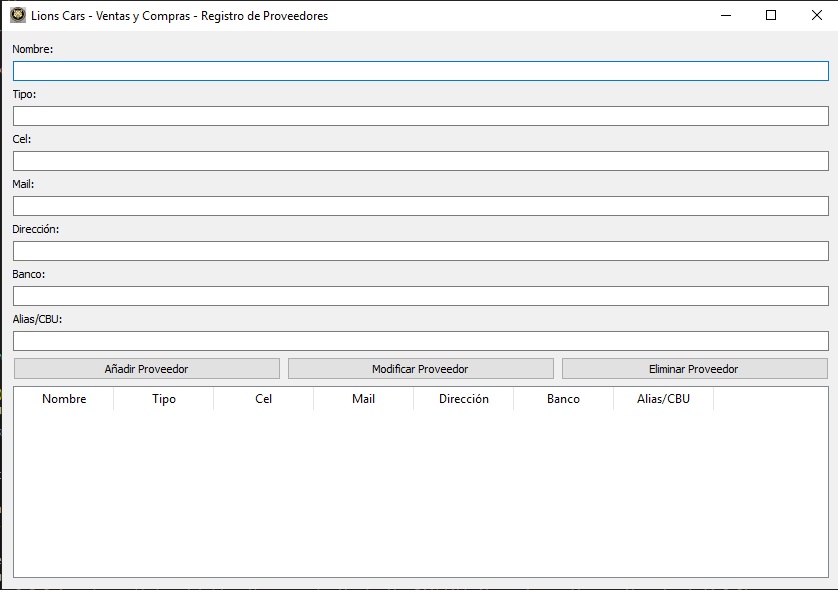 Lions Cars - Ventas y Compras - Registro de Proveedores
Nombre:
Tipo:
Cel:
Mail:
Dirección:
Banco:
Alias/CBU:
Añadir Proveedor Modificar Proveedor Eliminar Proveedor
Nombre Tipo Cel Mail Dirección Banco Alias/CBU